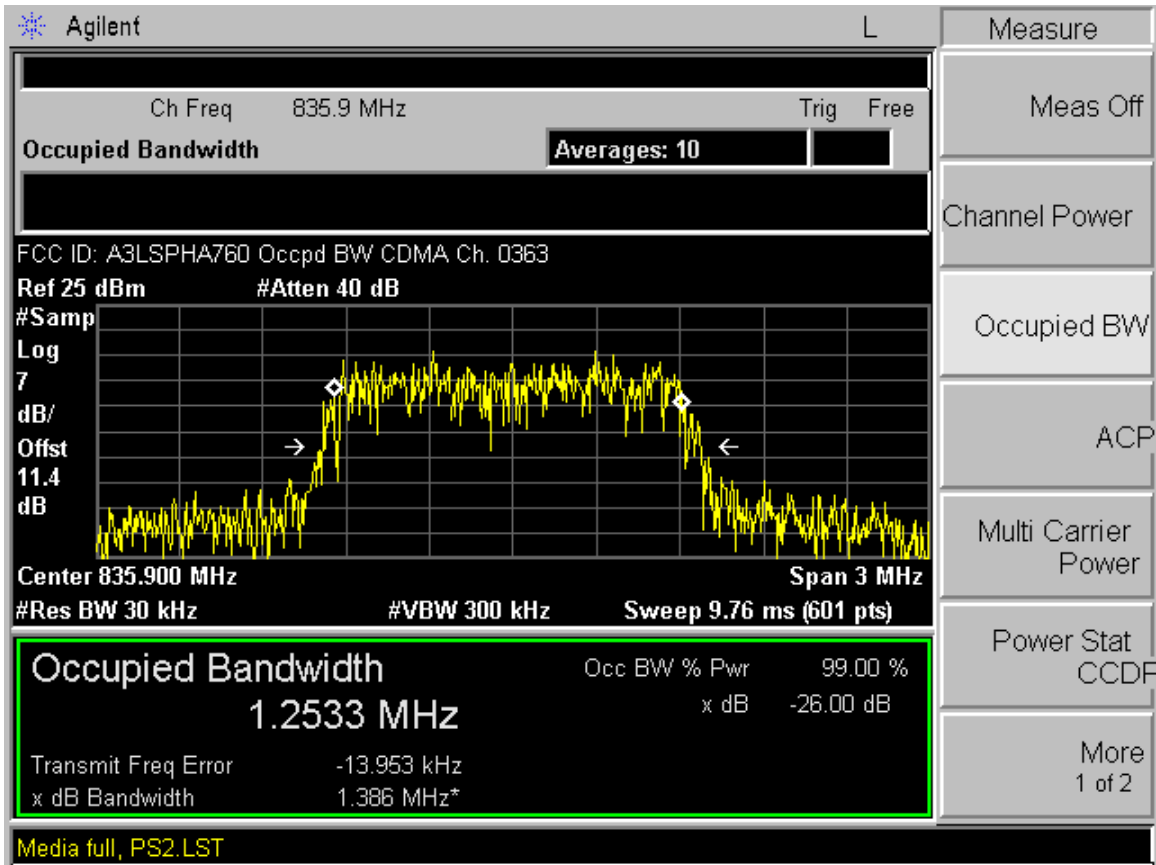 Agilent L
Measure
Ch Freq 835.9 MHz Trig Free
Occupied Bandwidth Averages: 10
FCC ID: A3LSPHA760 Occpd BW CDMA Ch. 0363
Ref 25 dBm #Atten 40 dB
#Samp
Log
7
dB/
Offst
11.4
dB
Center 835.900 MHz Span 3 MHz
#Res BW 30 kHz #VBW 300 kHz Sweep 9.76 ms (601 pts)
Occupied Bandwidth Occ BW % Pwr 99.00 %
1.2533 MHz x dB -26.00 dB
Transmit Freq Error -13.953 kHz
x dB Bandwidth 1.386 MHz*
Media full, PS2.LST
Meas Off
Channel Power
Occupied BW
ACP
Multi Carrier
Power
Power Stat
CCDF
More
1 of 2